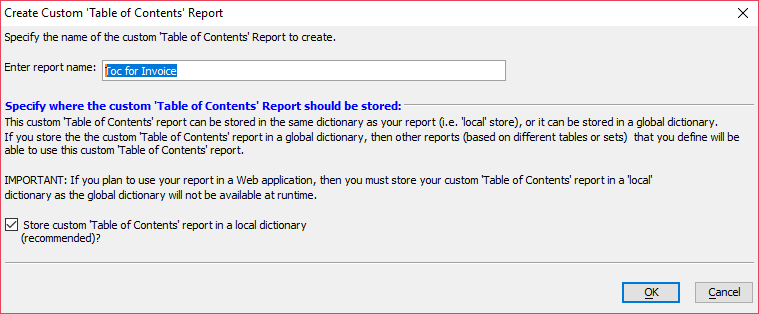 Create Custom 'Table of Contents' Report
Specify the name of the custom 'Table of Contents' Report to create.
Enter report name: Toc for Invoice
Specify where the custom 'Table of Contents' Report should be stored:
This custom 'Table of Contents' report can be stored in the same dictionary as your report (i.e. 'local' store), or it can be stored in a global dictionary.
If you store the the custom 'Table of Contents' report in a global dictionary, then other reports (based on different tables or sets) that you define will be
able to use this custom 'Table of Contents' report.
IMPORTANT: If you plan to use your report in a Web application, then you must store your custom 'Table of Contents' report in a 'local'
dictionary as the global dictionary will not be available at runtime.
Store custom 'Table of Contents' report in a local dictionary
(recommended)?
OK Cancel